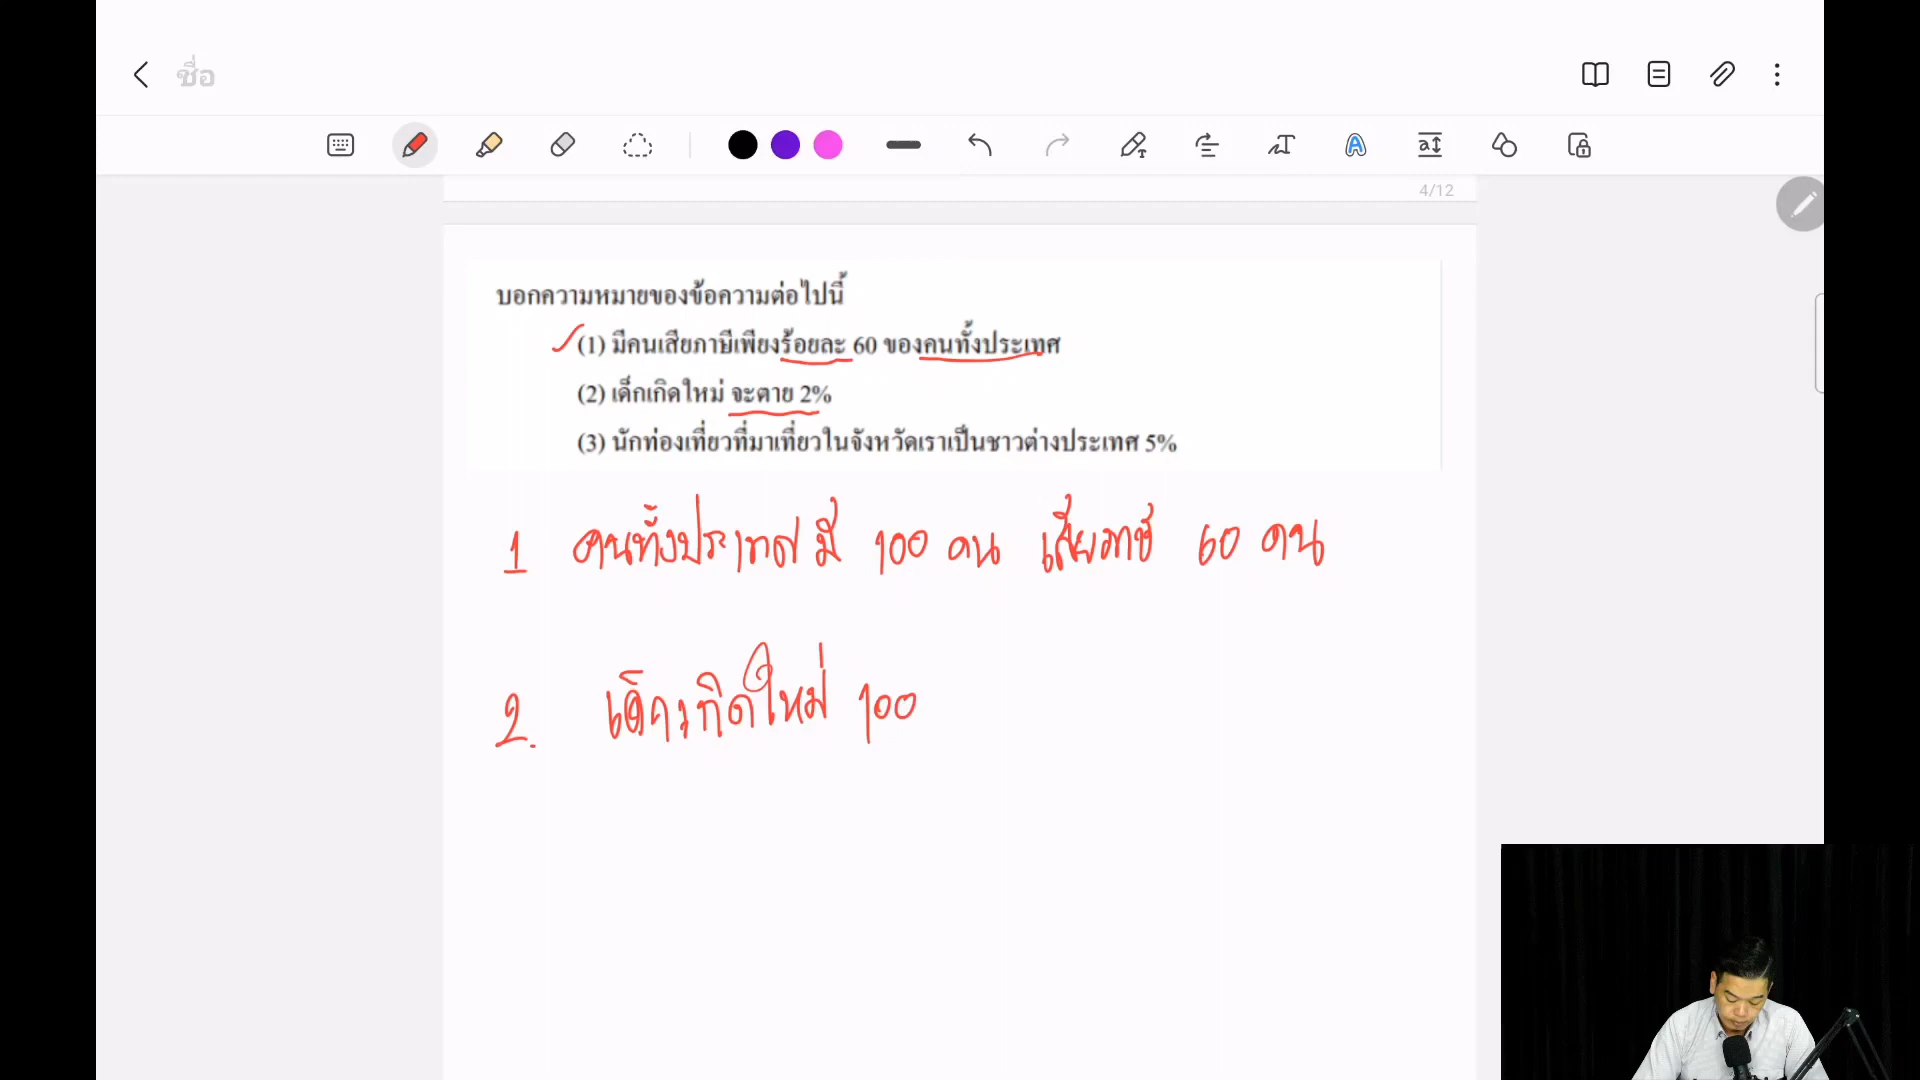 ชื่อ
4/12
บอกความหมายของข้อความต่อไปนี้
(1) มีคนเสียภาษีเพียงร้อยละ 60 ของคนทั้งประเทศ
(2) เด็กเกิดใหม่ จะตาย 2%
(3) นักท่องเที่ยวที่มาเที่ยวในจังหวัดเราเป็นชาวต่างประเทศ 5%
1 คนทั้งประเทศ มี 100 คน เสียภาษี 60 คน
2. เด็กเกิดใหม่ 100